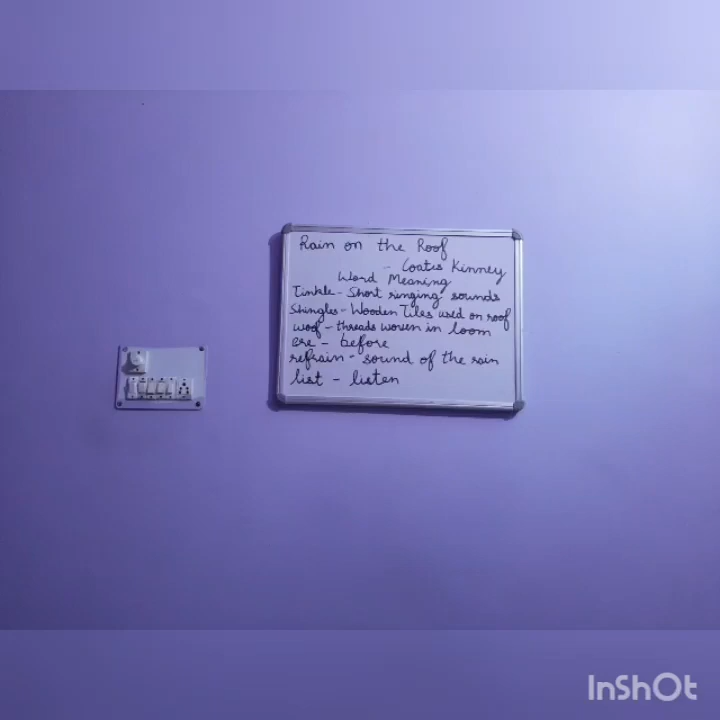 Rain on the Roof
- Coates Kinney
Word Meaning
Tinkle - Short ringing sounds
Shingles - Wooden Tiles used on roof
woof - threads woven in loom
ere - before
refrain - sound of the rain
list - listen
InShOt